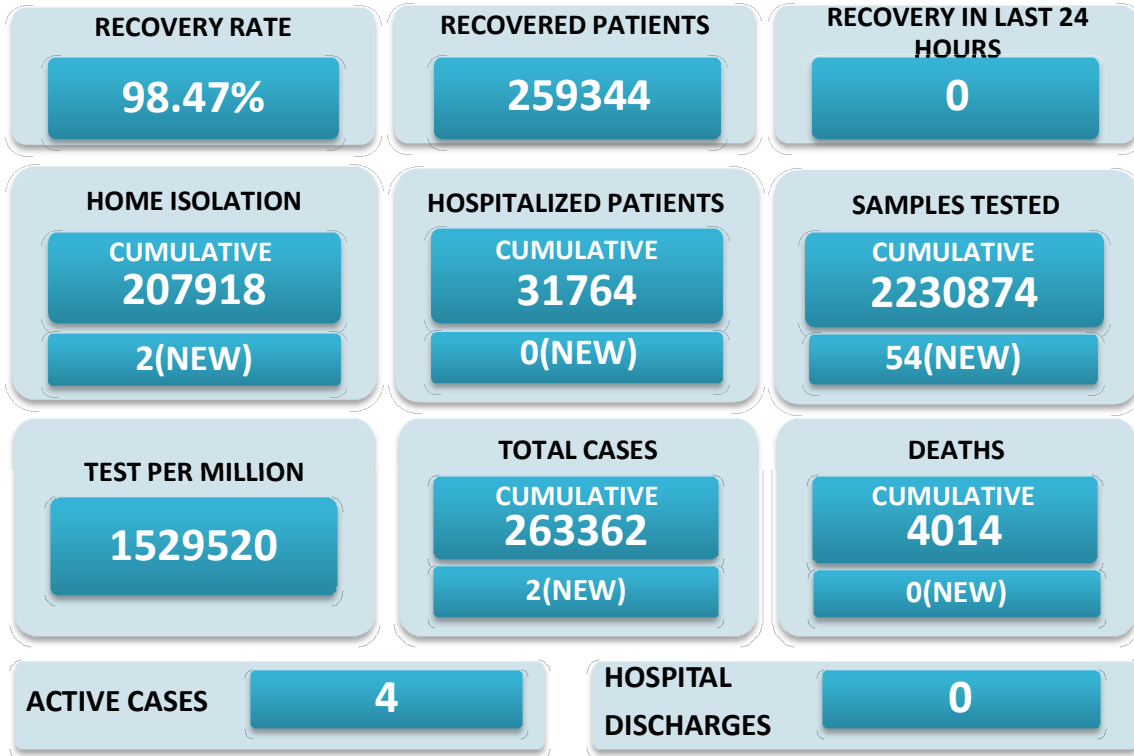 RECOVERY RATE
98.47%
RECOVERED PATIENTS
259344
RECOVERY IN LAST 24
HOURS
0
HOME ISOLATION
CUMULATIVE
207918
2(NEW)
HOSPITALIZED PATIENTS
CUMULATIVE
31764
0(NEW)
SAMPLES TESTED
CUMULATIVE
2230874
54(NEW)
TEST PER MILLION
1529520
TOTAL CASES
CUMULATIVE
263362
2(NEW)
DEATHS
CUMULATIVE
4014
0(NEW)
ACTIVE CASES
4
HOSPITAL
DISCHARGES
0